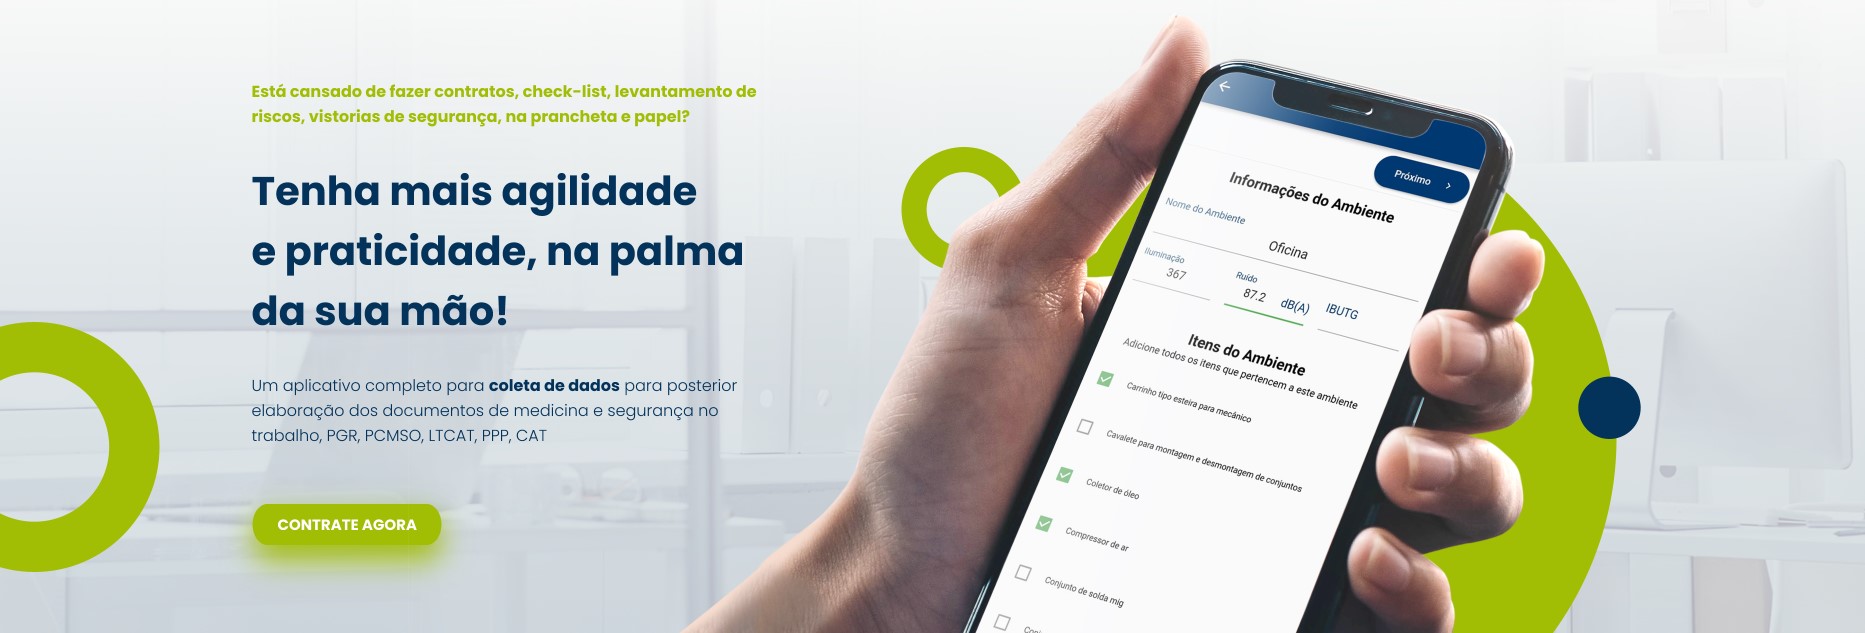 Está cansado de fazer contratos, check-list, levantamento de
riscos, vistorias de segurança, na prancheta e papel?
Tenha mais agilidade
e praticidade, na palma
da sua mão!
Um aplicativo completo para coleta de dados para posterior
elaboração dos documentos de medicina e segurança no
trabalho, PGR, PCMSO, LTCAT, PPP, CAT
CONTRATE AGORA
Próximo
Informações do Ambiente
Nome do Ambiente
Oficina
Iluminação
367
Ruído
87.2 dB(A) IBUTG
Itens do Ambiente
Adicione todos os itens que pertencem a este ambiente
Carrinho tipo esteira para mecânico
Cavalete para montagem e desmontagem de conjuntos
Coletor de óleo
Compressor de ar
Conjunto de solda mig